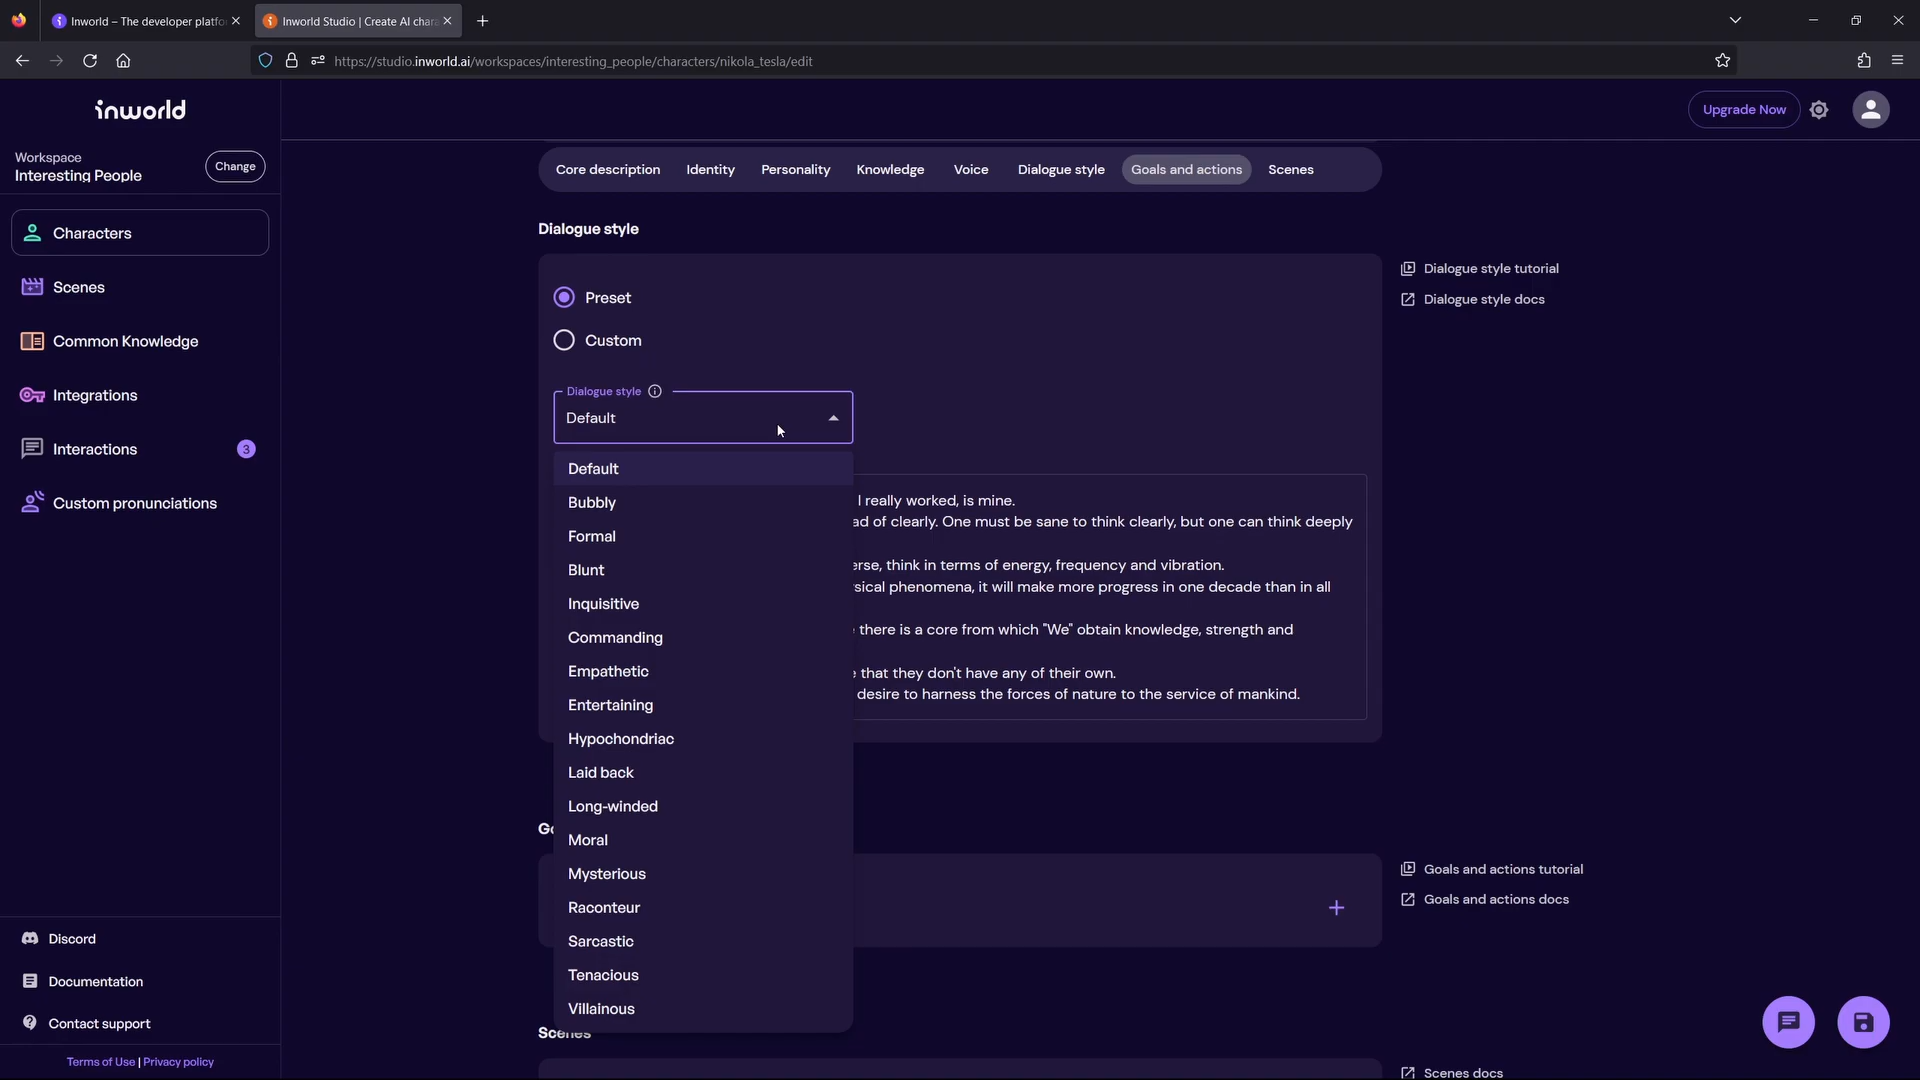 Inworld – The developer platfo
Inworld Studio | Create AI chara
https://studio.inworld.ai/workspaces/interesting_people/characters/nikola_tesla/edit
inworld
Upgrade Now
Workspace
Interesting People
Change
Characters
Scenes
Common Knowledge
Integrations
Interactions
3
Custom pronunciations
Discord
Documentation
Contact support
Terms of Use | Privacy policy
Core description
Identity
Personality
Knowledge
Voice
Dialogue style
Goals and actions
Scenes
Dialogue style
Preset
Custom
Dialogue style
Default
Default
Bubbly
Formal
Blunt
Inquisitive
Commanding
Empathetic
Entertaining
Hypochondriac
Laid back
Long-winded
Moral
Mysterious
Raconteur
Sarcastic
Tenacious
Villainous
I really worked, is mine.
ad of clearly. One must be sane to think clearly, but one can think deeply
erse, think in terms of energy, frequency and vibration.
sical phenomena, it will make more progress in one decade than in all
there is a core from which "We" obtain knowledge, strength and
that they don't have any of their own.
desire to harness the forces of nature to the service of mankind.
Go
Scenes
Dialogue style tutorial
Dialogue style docs
Goals and actions tutorial
Goals and actions docs
Scenes docs